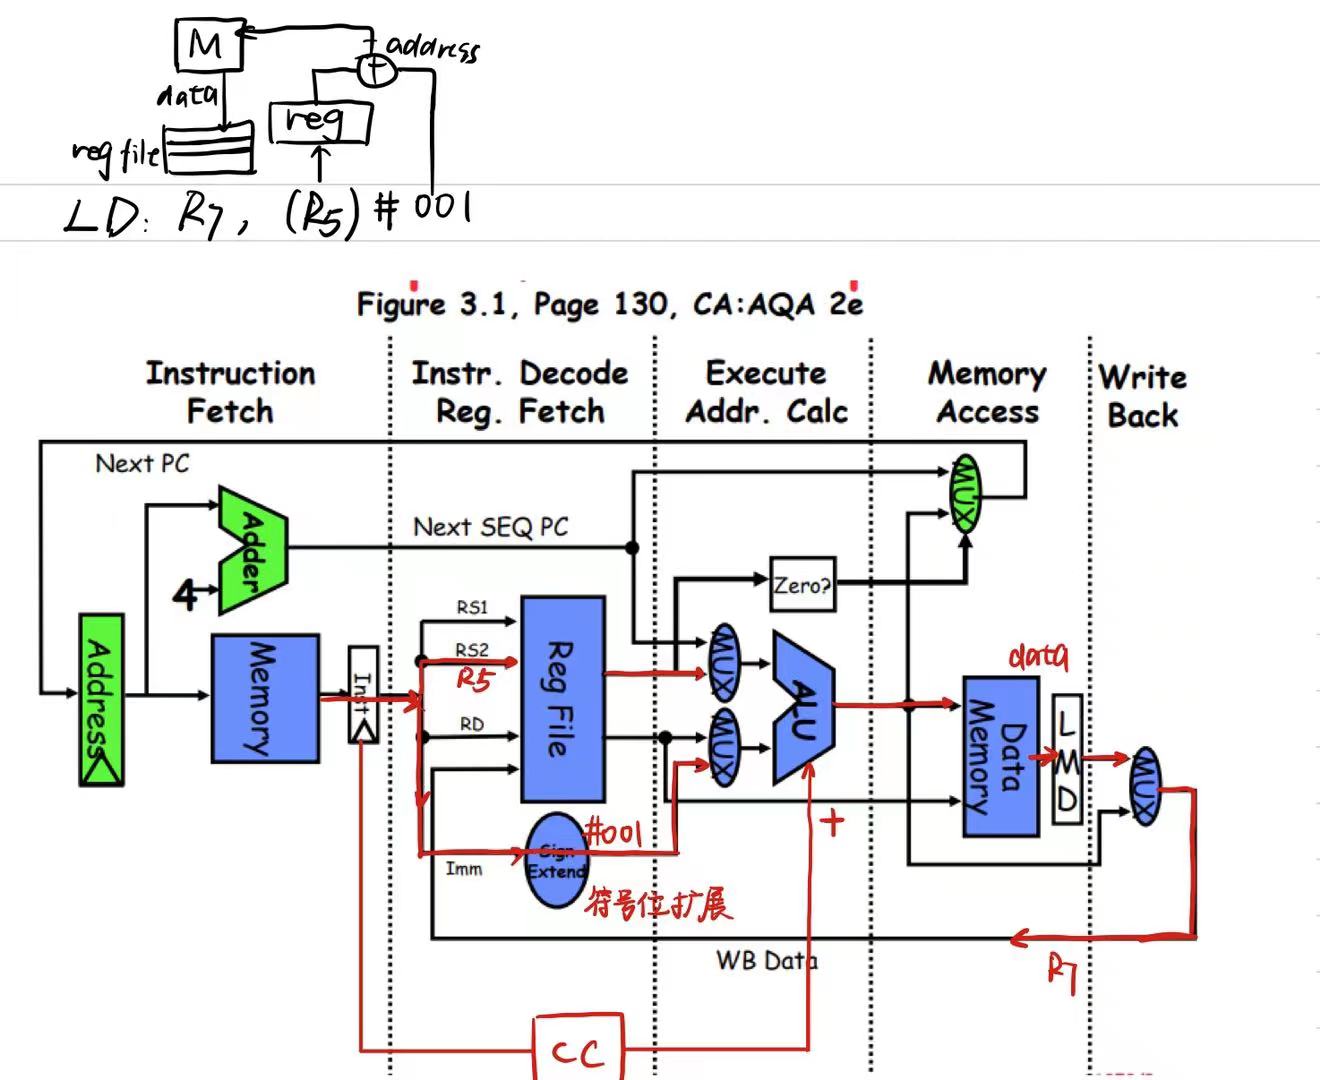 M
address
data
reg
reg file
LD: R7, (R5) #001
Figure 3.1, Page 130, CA:AQA 2e
Instruction Fetch
Instr. Decode Reg. Fetch
Execute Addr. Calc
Memory Access
Write Back
Next PC
Next SEQ PC
Adder
4
Address
Memory
Inst
RS1
RS2
R5
RD
Imm
Reg File
Sign Extend
#001
符号位扩展
Zero?
MUX
MUX
MUX
ALU
+
data
Data Memory
LMD
MUX
WB Data
R7
CC